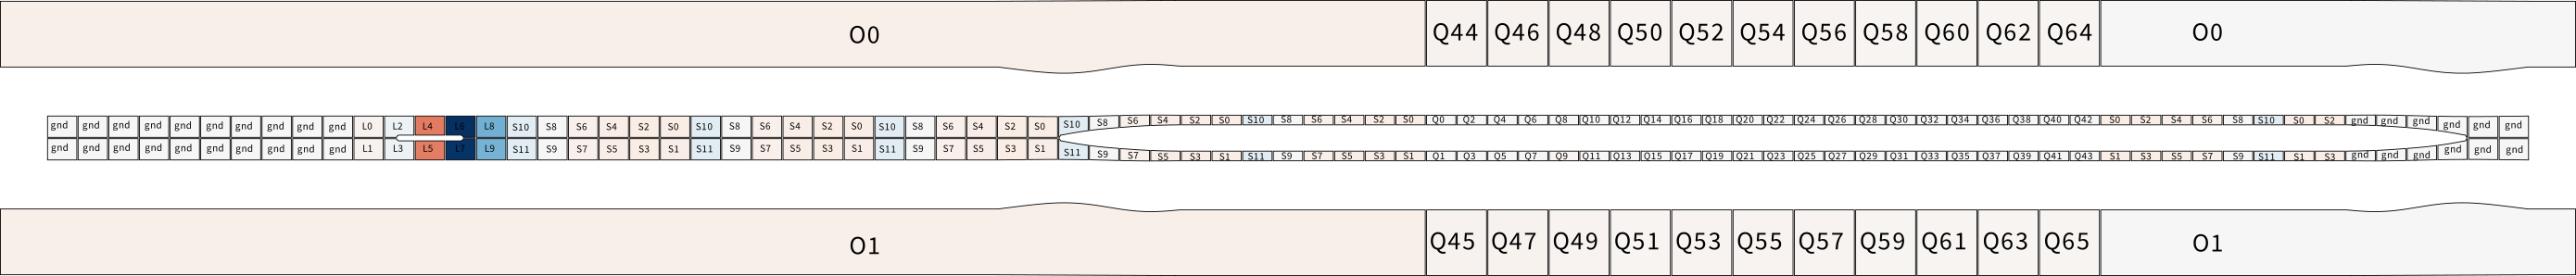 O0 Q44 Q46 Q48 Q50 Q52 Q54 Q56 Q58 Q60 Q62 Q64 O0
gnd gnd gnd gnd gnd gnd gnd gnd gnd gnd L0 L2 L4 L6 L8 S10 S8 S6 S4 S2 S0 S10 S8 S6 S4 S2 S0 S10 S8 S6 S4 S2 S0 S10 S8 S6 S4 S2 S0 S10 S8 S6 S4 S2 S0 Q0 Q2 Q4 Q6 Q8 Q10 Q12 Q14 Q16 Q18 Q20 Q22 Q24 Q26 Q28 Q30 Q32 Q34 Q36 Q38 Q40 Q42 S0 S2 S4 S6 S8 S10 S0 S2 gnd gnd gnd gnd gnd gnd
gnd gnd gnd gnd gnd gnd gnd gnd gnd gnd L1 L3 L5 L7 L9 S11 S9 S7 S5 S3 S1 S11 S9 S7 S5 S3 S1 S11 S9 S7 S5 S3 S1 S11 S9 S7 S5 S3 S1 S11 S9 S7 S5 S3 S1 Q1 Q3 Q5 Q7 Q9 Q11 Q13 Q15 Q17 Q19 Q21 Q23 Q25 Q27 Q29 Q31 Q33 Q35 Q37 Q39 Q41 Q43 S1 S3 S5 S7 S9 S11 S1 S3 gnd gnd gnd gnd gnd gnd
O1 Q45 Q47 Q49 Q51 Q53 Q55 Q57 Q59 Q61 Q63 Q65 O1